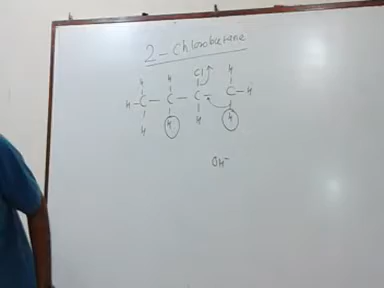 2 - Chlorobutane
H H Cl H
H - C - C - C - C - H
H H H H
OH⁻